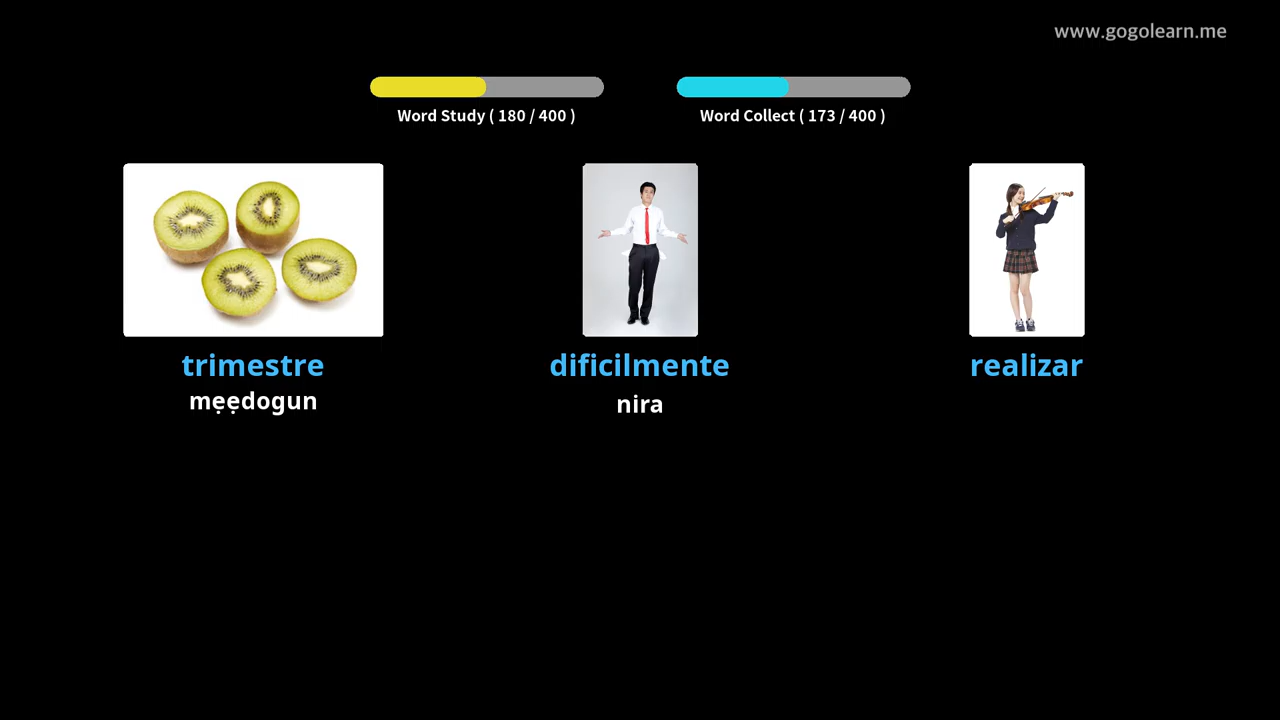 www.gogolearn.me
Word Study ( 180 / 400 )
Word Collect ( 173 / 400 )
trimestre
dificilmente
realizar
mẹẹdogun
nira